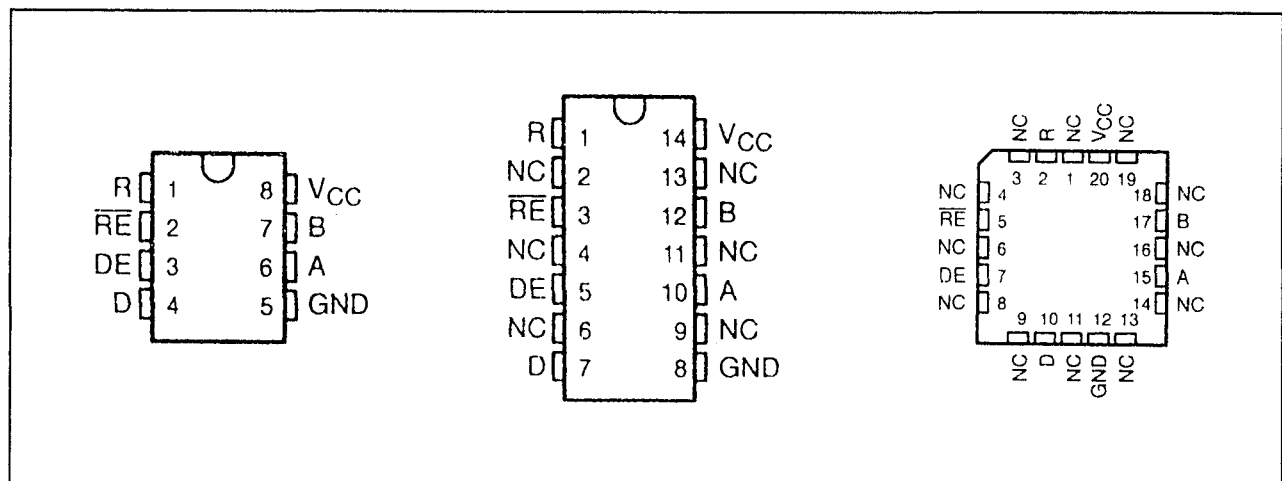 R 1 8 VCC
R̅E̅ 2 7 B
DE 3 6 A
D 4 5 GND
R 1 14 VCC
NC 2 13 NC
R̅E̅ 3 12 B
NC 4 11 NC
DE 5 10 A
NC 6 9 NC
D 7 8 GND
NC R NC VCC NC
3 2 1 20 19
NC 4 18 NC
R̅E̅ 5 17 B
NC 6 16 NC
DE 7 15 A
NC 8 14 NC
9 10 11 12 13
NC D NC GND NC